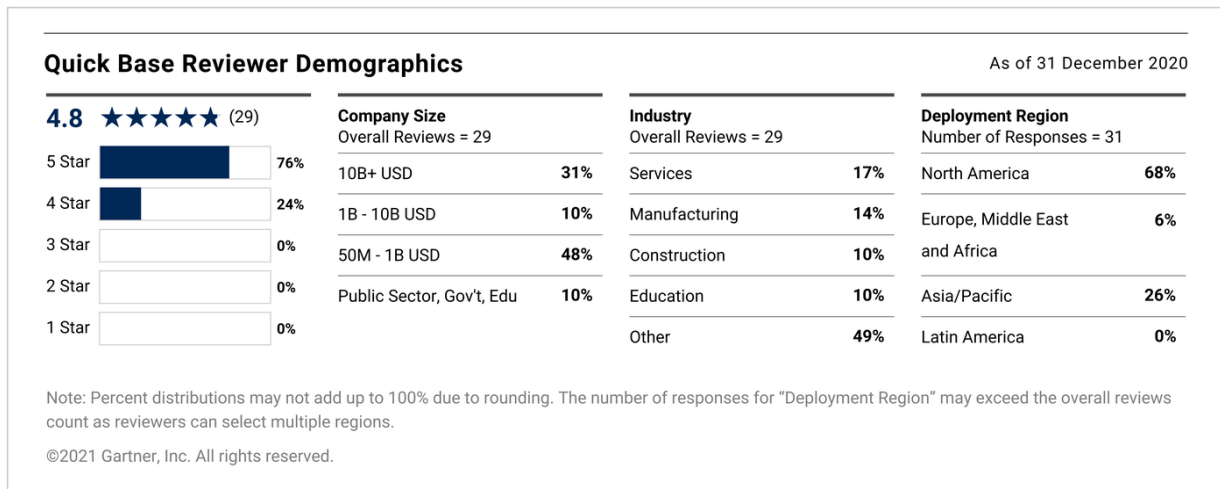 Quick Base Reviewer Demographics
As of 31 December 2020
4.8 ★★★★★ (29)
5 Star 76%
4 Star 24%
3 Star 0%
2 Star 0%
1 Star 0%
Company Size
Overall Reviews = 29
10B+ USD 31%
1B - 10B USD 10%
50M - 1B USD 48%
Public Sector, Gov't, Edu 10%
Industry
Overall Reviews = 29
Services 17%
Manufacturing 14%
Construction 10%
Education 10%
Other 49%
Deployment Region
Number of Responses = 31
North America 68%
Europe, Middle East 6%
and Africa
Asia/Pacific 26%
Latin America 0%
Note: Percent distributions may not add up to 100% due to rounding. The number of responses for “Deployment Region” may exceed the overall reviews
count as reviewers can select multiple regions.
©2021 Gartner, Inc. All rights reserved.